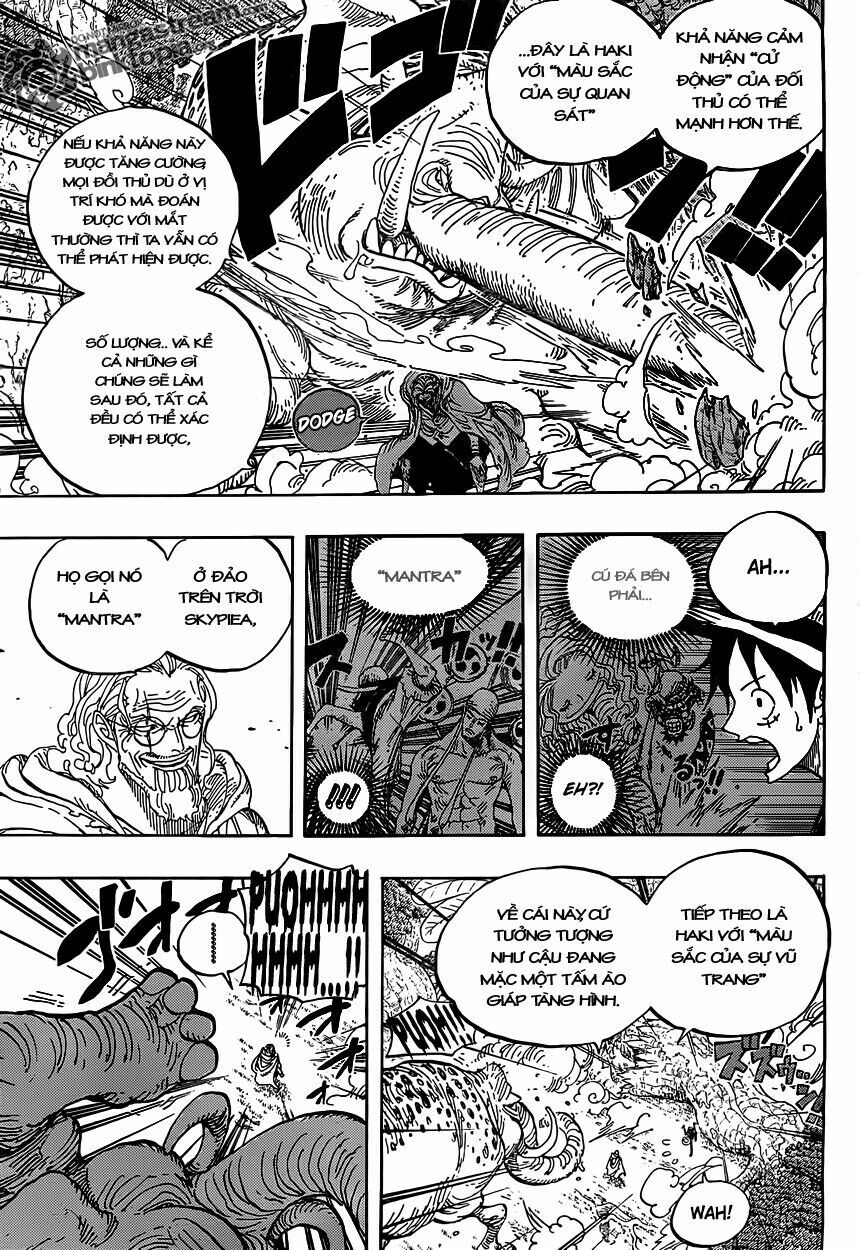 KHẢ NĂNG CẢM
NHẬN “CỬ
ĐỘNG” CỦA ĐỐI
THỦ CÓ THỂ
MẠNH HƠN THẾ.
...ĐÂY LÀ HAKI
VỚI “MÀU SẮC
CỦA SỰ QUAN
SÁT”
NẾU KHẢ NĂNG NÀY
ĐƯỢC TĂNG CƯỜNG,
MỌI ĐỐI THỦ DÙ Ở VỊ
TRÍ KHÓ MÀ ĐOÁN
ĐƯỢC VỚI MẮT
THƯỜNG THÌ TA VẪN CÓ
THỂ PHÁT HIỆN ĐƯỢC.
SỐ LƯỢNG.. VÀ KỂ
CẢ NHỮNG GÌ
CHÚNG SẼ LÀM
SAU ĐÓ, TẤT CẢ
ĐỀU CÓ THỂ XÁC
ĐỊNH ĐƯỢC,
DODGE
ドドドォ!!!
AH...
CÚ ĐÁ BÊN
PHẢI...
EH?!
“MANTRA”
!!!
Ở ĐẢO
TRÊN TRỜI
SKYPIEA,
HỌ GỌI NÓ
LÀ
“MANTRA”
TIẾP THEO LÀ
HAKI VỚI “MÀU
SẮC CỦA SỰ VŨ
TRANG”
VỀ CÁI NÀY CỨ
TƯỞNG TƯỢNG
NHƯ CẬU ĐANG
MẶC MỘT TẤM ÀO
GIÁP TÀNG HÌNH.
PUOH!!
WAH!
PUOHHHH
HHHH...!!